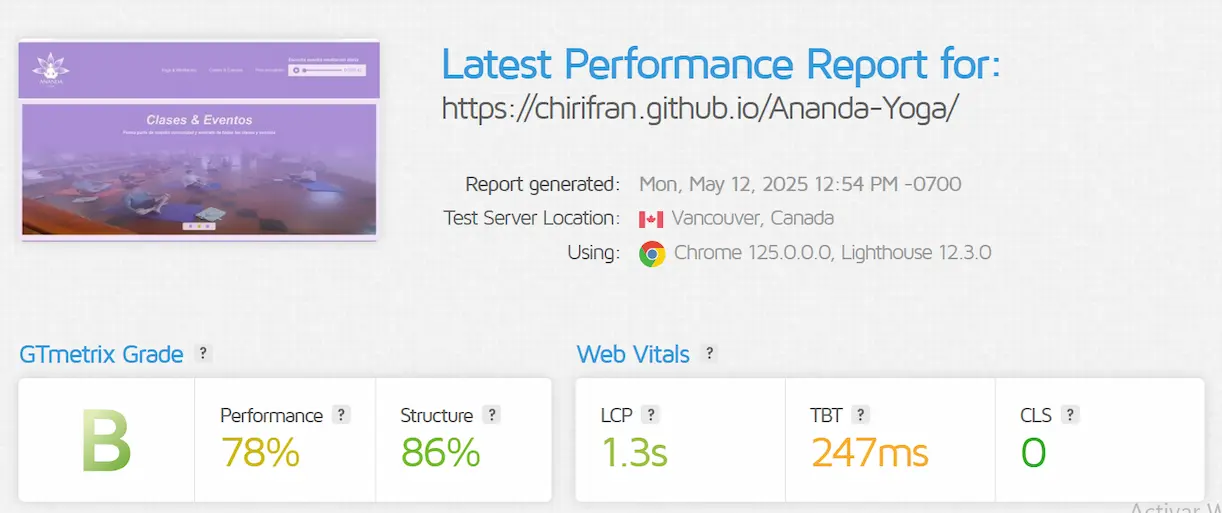 Latest Performance Report for:
https://chirifran.github.io/Ananda-Yoga/
Report generated: Mon, May 12, 2025 12:54 PM -0700
Test Server Location: Vancouver, Canada
Using: Chrome 125.0.0.0, Lighthouse 12.3.0
ANANDA
Clases & Eventos
GTmetrix Grade ?
Web Vitals ?
B
Performance ?
78%
Structure ?
86%
LCP ?
1.3s
TBT ?
247ms
CLS ?
0
Activar W